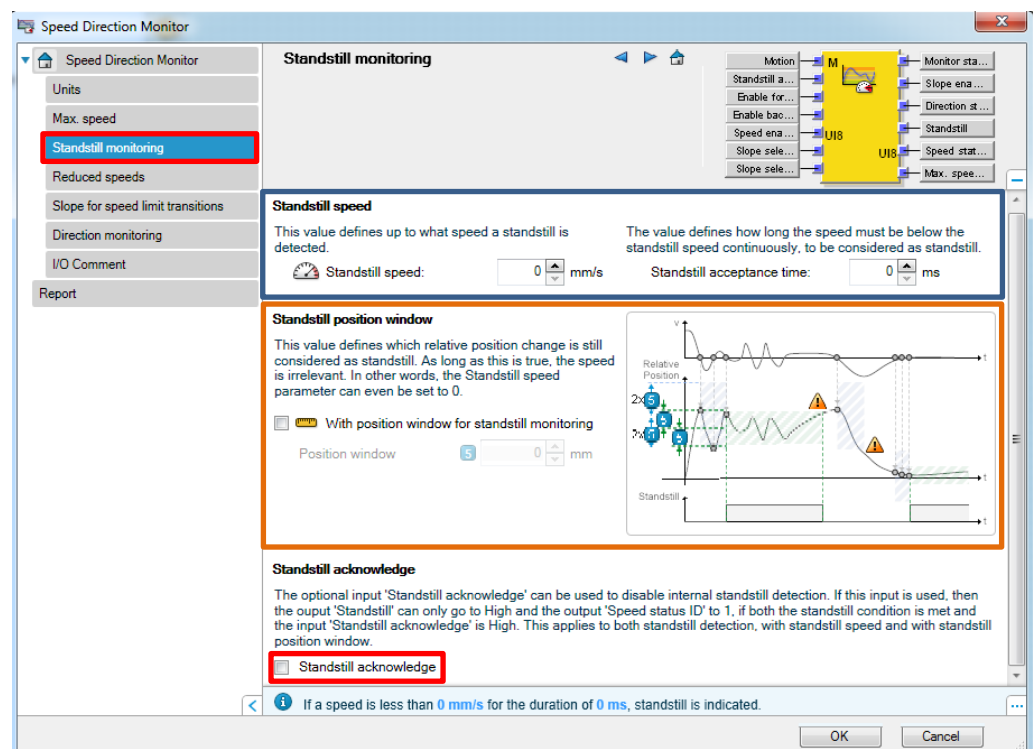 Speed Direction Monitor
Speed Direction Monitor
Units
Max. speed
Standstill monitoring
Reduced speeds
Slope for speed limit transitions
Direction monitoring
I/O Comment
Report
Standstill monitoring
Motion
Standstill a...
Enable for...
Enable bac...
Speed ena...
Slope sele...
Slope sele...
M
UI8
UI8
Monitor sta...
Slope ena...
Direction st...
Standstill
Speed stat...
Max. spee...
Standstill speed
This value defines up to what speed a standstill is
detected.
Standstill speed:
0
mm/s
The value defines how long the speed must be below the
standstill speed continuously, to be considered as standstill.
Standstill acceptance time:
0
ms
Standstill position window
This value defines which relative position change is still
considered as standstill. As long as this is true, the speed
is irrelevant. In other words, the Standstill speed
parameter can even be set to 0.
With position window for standstill monitoring
Position window
S
0
mm
v
t
Relative
Position
2x S
S
2x S
S
t
Standstill
t
Standstill acknowledge
The optional input 'Standstill acknowledge' can be used to disable internal standstill detection. If this input is used, then
the ouput 'Standstill' can only go to High and the output 'Speed status ID' to 1, if both the standstill condition is met and
the input 'Standstill acknowledge' is High. This applies to both standstill detection, with standstill speed and with standstill
position window.
Standstill acknowledge
If a speed is less than 0 mm/s for the duration of 0 ms, standstill is indicated.
OK
Cancel